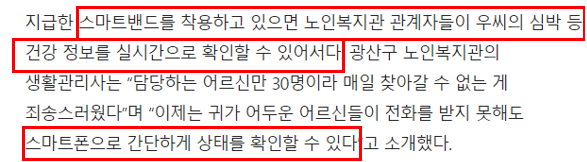 지급한 스마트밴드를 착용하고 있으면 노인복지관 관계자들이 우씨의 심박 등
건강 정보를 실시간으로 확인할 수 있어서다. 광산구 노인복지관의
생활관리사는 “담당하는 어르신만 30명이라 매일 찾아갈 수 없는 게
죄송스러웠다”며 “이제는 귀가 어두운 어르신들이 전화를 받지 못해도
스마트폰으로 간단하게 상태를 확인할 수 있다”고 소개했다.